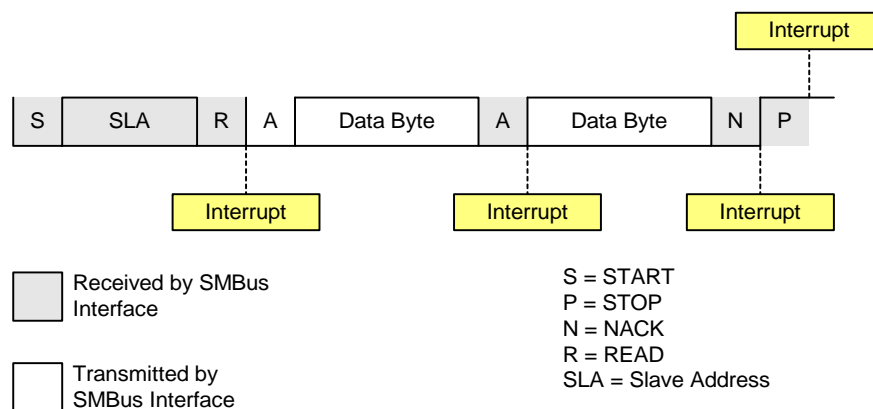 Interrupt
S SLA R A Data Byte A Data Byte N P
Interrupt Interrupt Interrupt
Received by SMBus
Interface
Transmitted by
SMBus Interface
S = START
P = STOP
N = NACK
R = READ
SLA = Slave Address